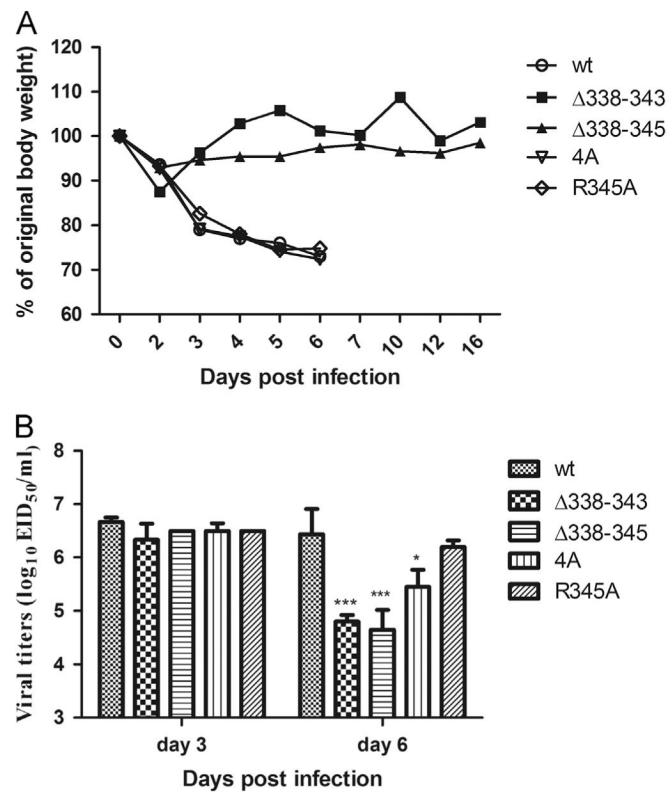 A
% of original body weight)
120
110
100
90
80
70
60
0 2 3 4 5 6 7 10 12 16
Days post infection
wt
Δ338-343
Δ338-345
4A
R345A
B
Viral titers (log10 EID50/ml)
8
7
6
5
4
3
***
***
*
day 3 day 6
Days post infection
wt
Δ338-343
Δ338-345
4A
R345A